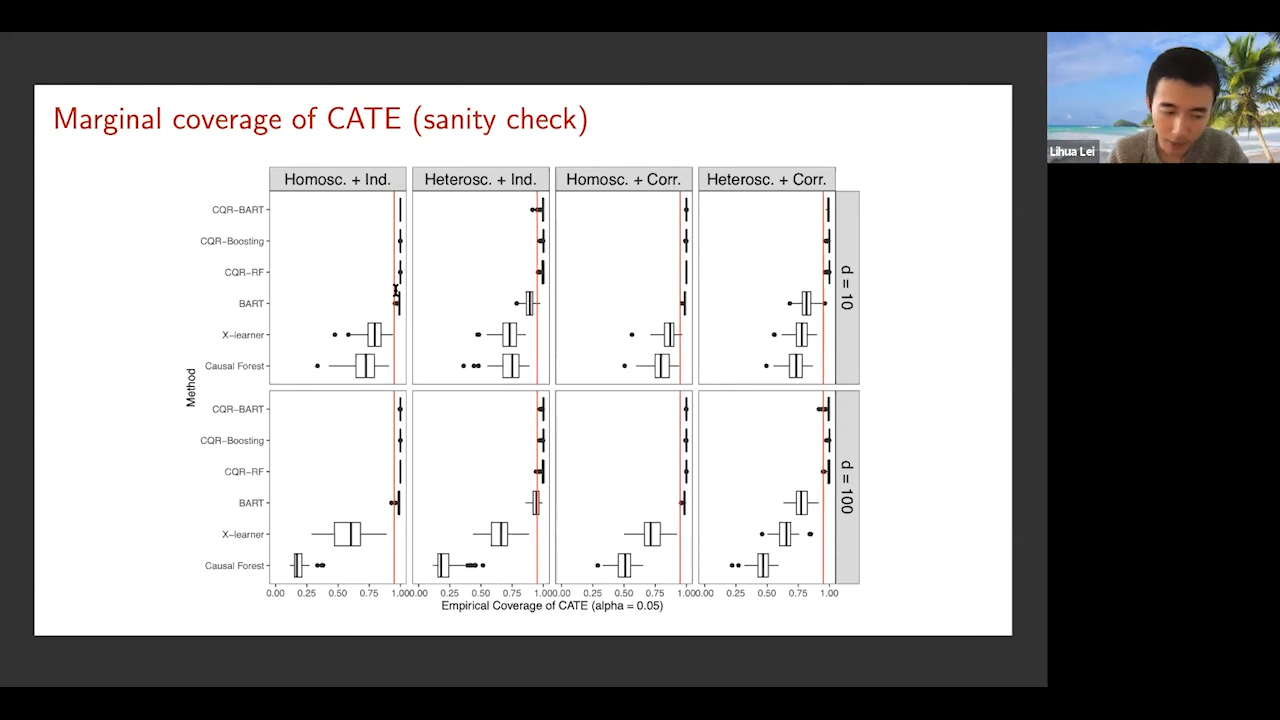 Marginal coverage of CATE (sanity check)
Lihua Lei
Homosc. + Ind.
Heterosc. + Ind.
Homosc. + Corr.
Heterosc. + Corr.
CQR−BART
CQR−Boosting
CQR−RF
BART
X−learner
Causal Forest
d = 10
Method
CQR−BART
CQR−Boosting
CQR−RF
BART
X−learner
Causal Forest
d = 100
0.00 0.25 0.50 0.75 1.00 0.00 0.25 0.50 0.75 1.00 0.00 0.25 0.50 0.75 1.00 0.00 0.25 0.50 0.75 1.00
Empirical Coverage of CATE (alpha = 0.05)